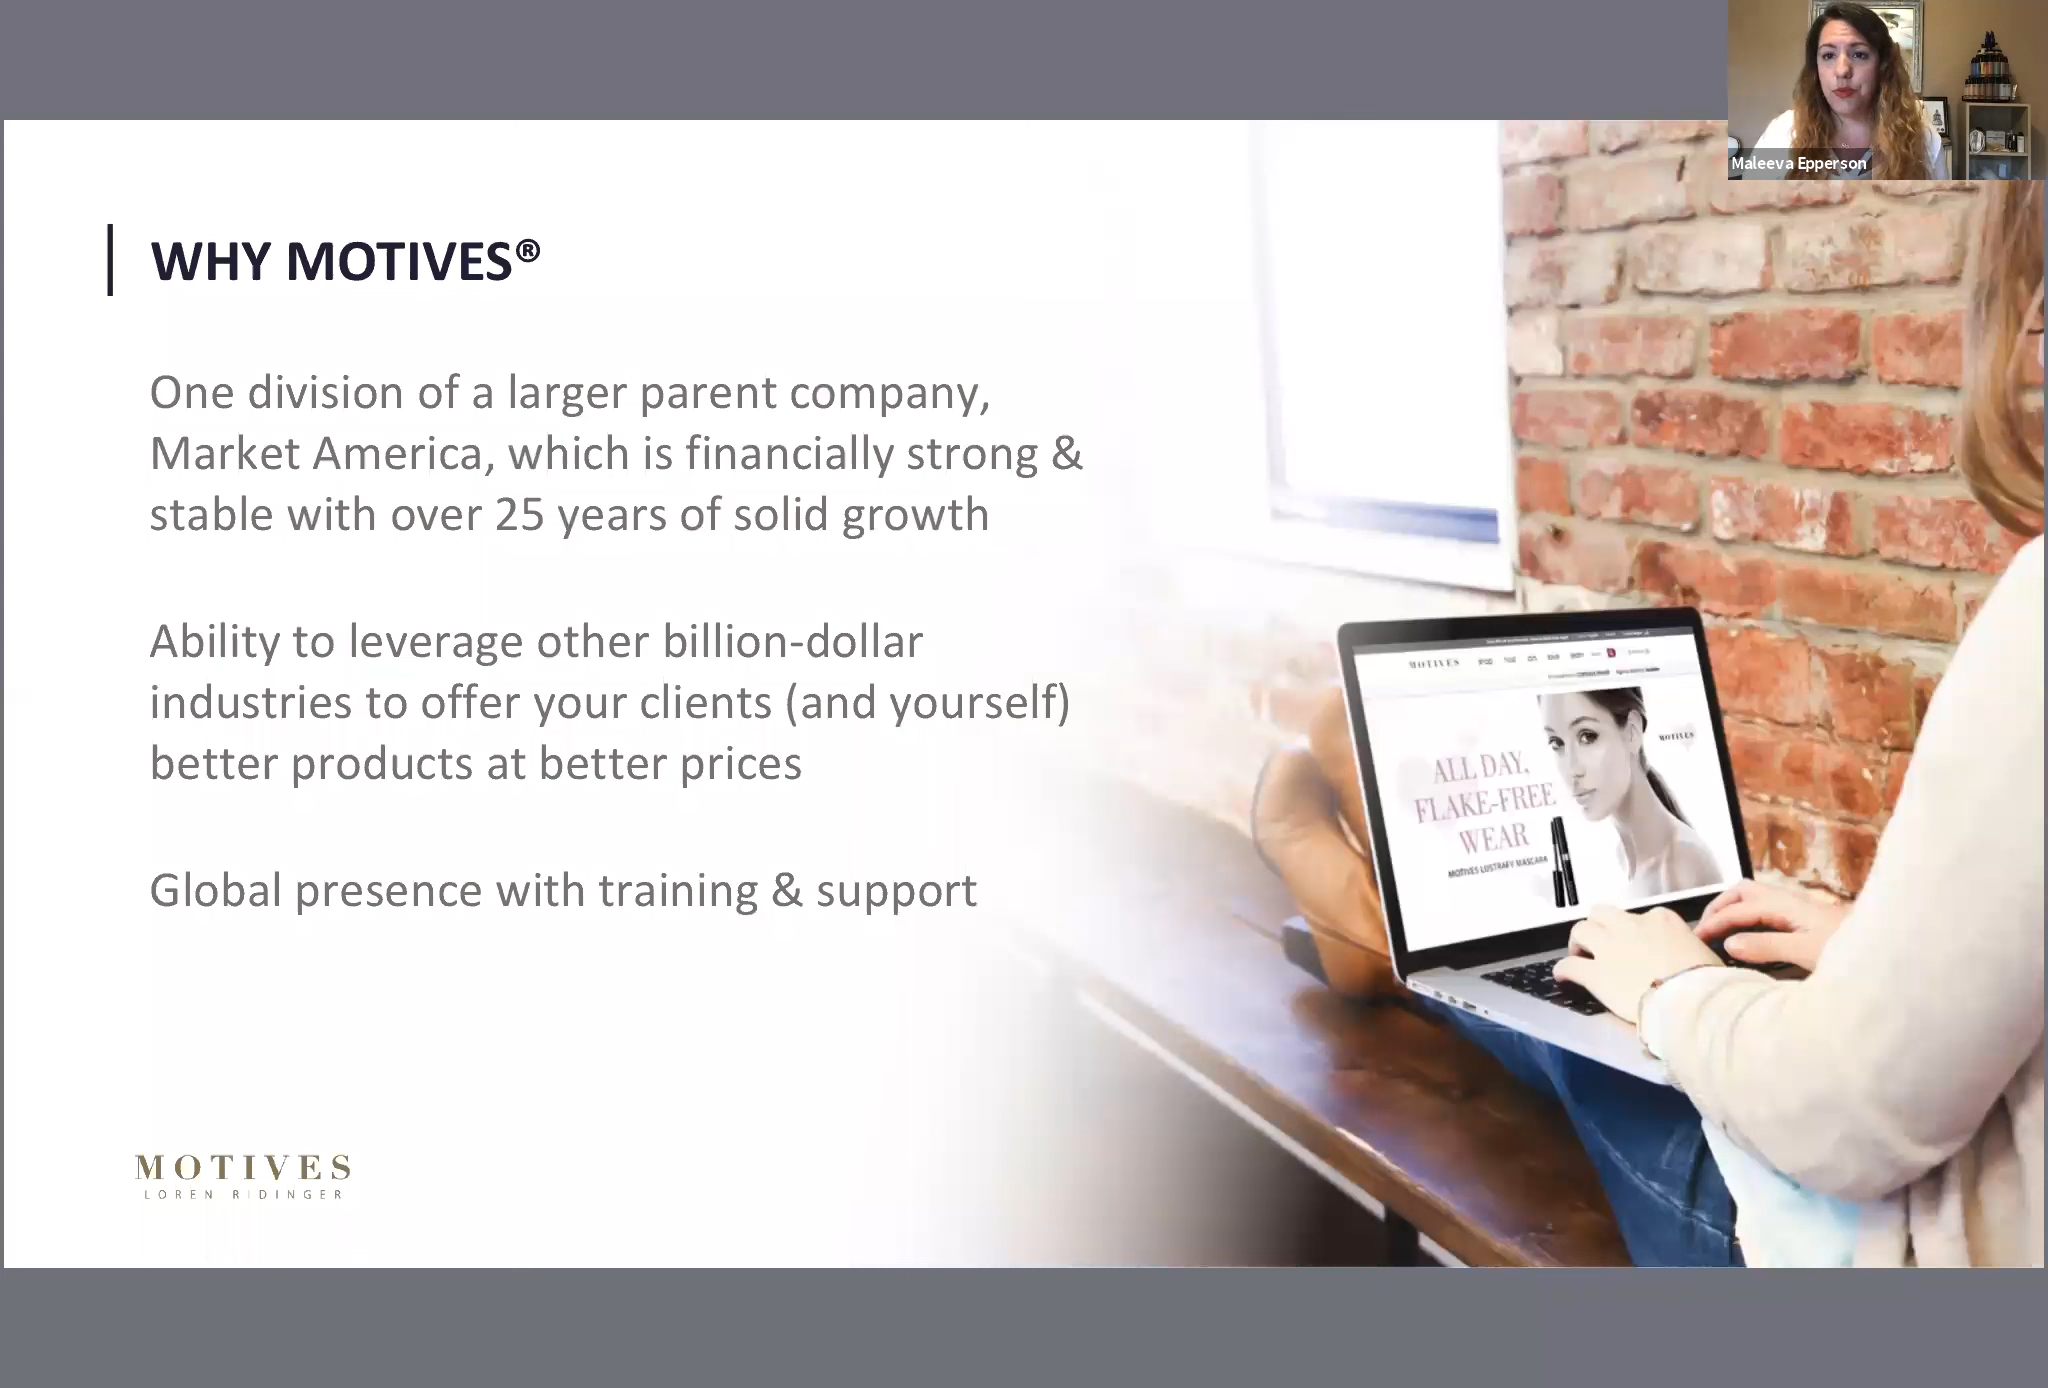 Maleeva Epperson
WHY MOTIVES®
One division of a larger parent company,
Market America, which is financially strong &
stable with over 25 years of solid growth
Ability to leverage other billion-dollar
industries to offer your clients (and yourself)
better products at better prices
Global presence with training & support
MOTIVES
MOTIVES
ALL DAY,
FLAKE-FREE
WEAR
MOTIVES LUSTRAFY MASCARA
MOTIVES
LOREN RIDINGER